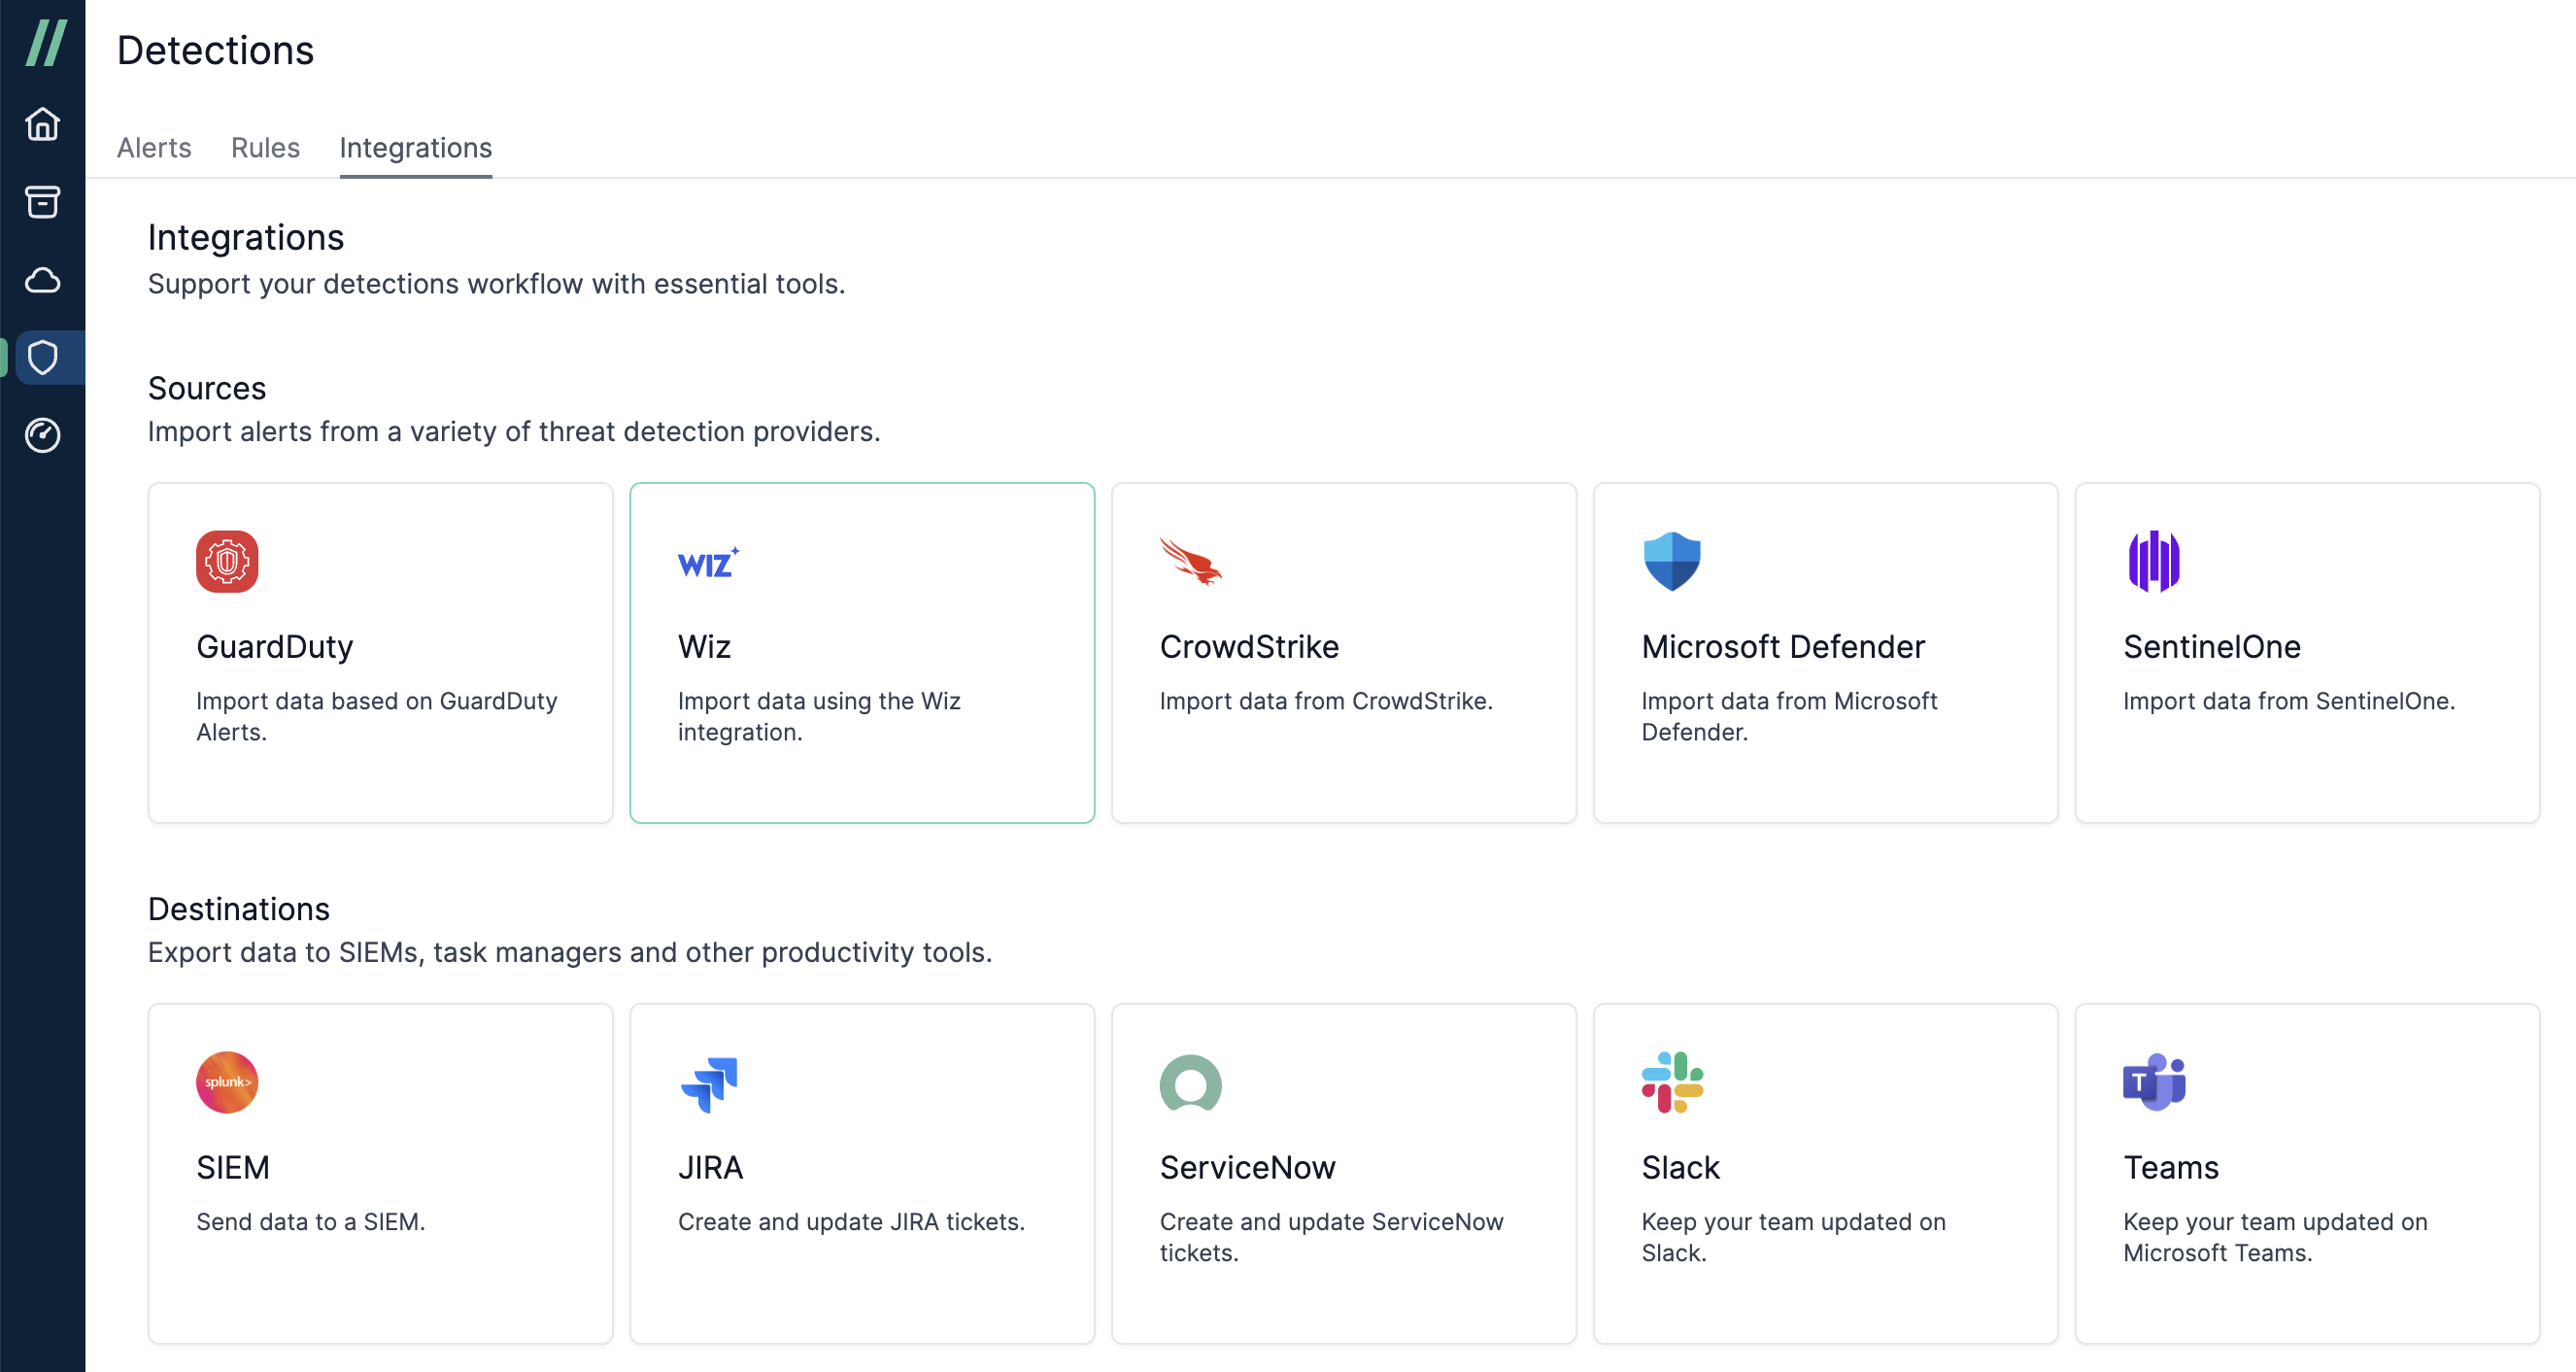 Detections
Alerts
Rules
Integrations
Integrations
Support your detections workflow with essential tools.
Sources
Import alerts from a variety of threat detection providers.
GuardDuty
Import data based on GuardDuty
Alerts.
WIZ
Wiz
Import data using the Wiz
integration.
CrowdStrike
Import data from CrowdStrike.
Microsoft Defender
Import data from Microsoft
Defender.
SentinelOne
Import data from SentinelOne.
Destinations
Export data to SIEMs, task managers and other productivity tools.
splunk>
SIEM
Send data to a SIEM.
JIRA
Create and update JIRA tickets.
ServiceNow
Create and update ServiceNow
tickets.
Slack
Keep your team updated on
Slack.
T
Teams
Keep your team updated on
Microsoft Teams.